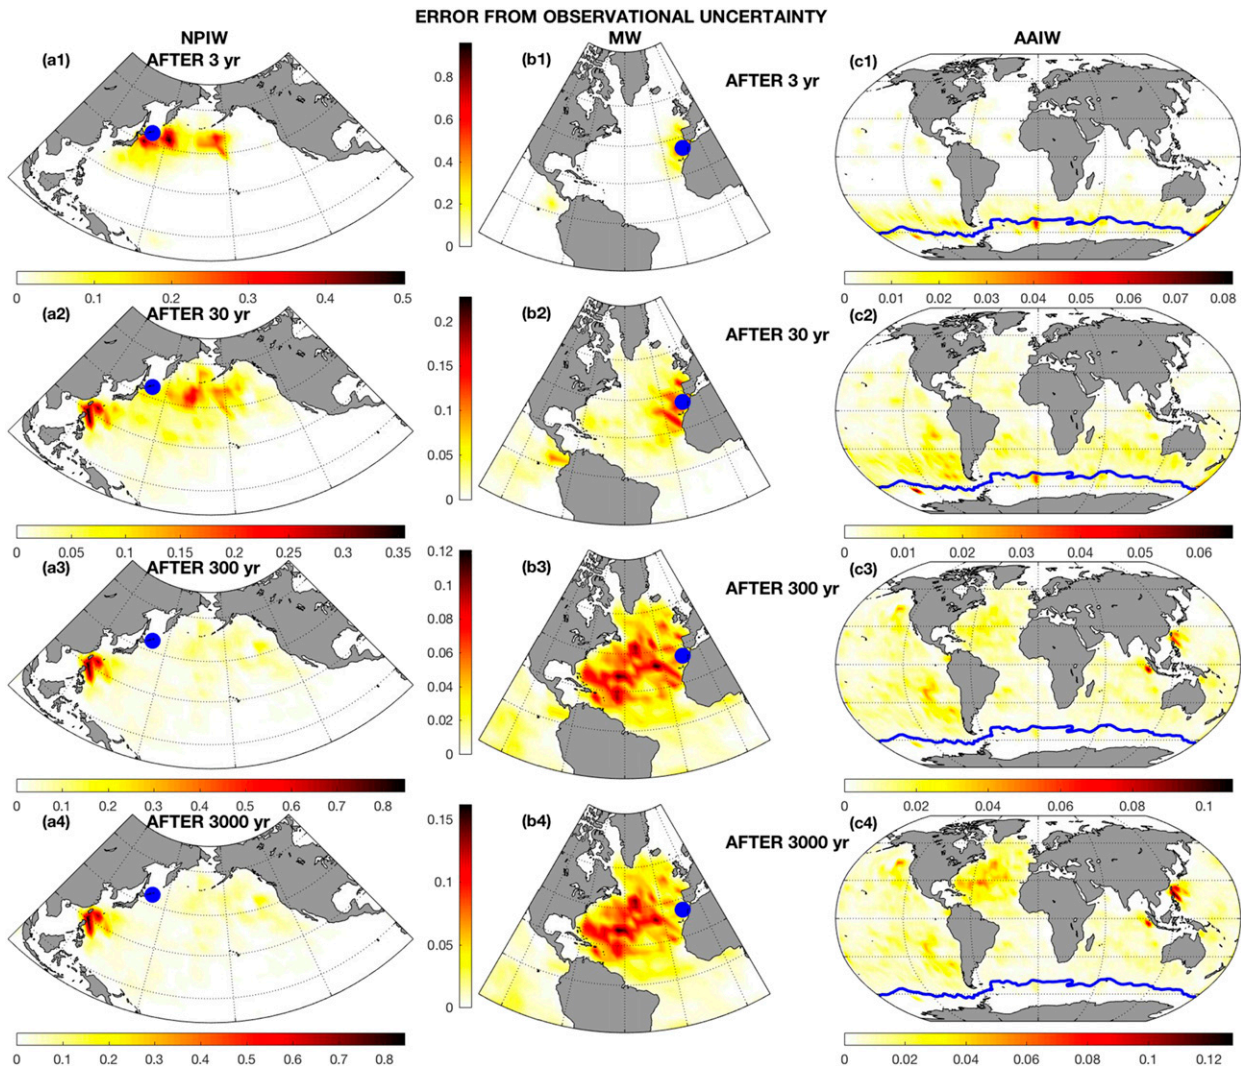 ERROR FROM OBSERVATIONAL UNCERTAINTY
NPIW MW AAIW
(a1) AFTER 3 yr
0 0.1 0.2 0.3 0.4 0.5
0.8
0.6
0.4
0.2
0
(b1) AFTER 3 yr
(c1)
0 0.01 0.02 0.03 0.04 0.05 0.06 0.07 0.08
(a2) AFTER 30 yr
0 0.05 0.1 0.15 0.2 0.25 0.3 0.35
0.2
0.15
0.1
0.05
0
(b2) AFTER 30 yr
(c2)
0 0.01 0.02 0.03 0.04 0.05 0.06
(a3) AFTER 300 yr
0 0.1 0.2 0.3 0.4 0.5 0.6 0.7 0.8
0.12
0.1
0.08
0.06
0.04
0.02
0
(b3) AFTER 300 yr
(c3)
0 0.02 0.04 0.06 0.08 0.1
(a4) AFTER 3000 yr
0 0.1 0.2 0.3 0.4 0.5 0.6 0.7 0.8
0.15
0.1
0.05
0
(b4) AFTER 3000 yr
(c4)
0 0.02 0.04 0.06 0.08 0.1 0.12